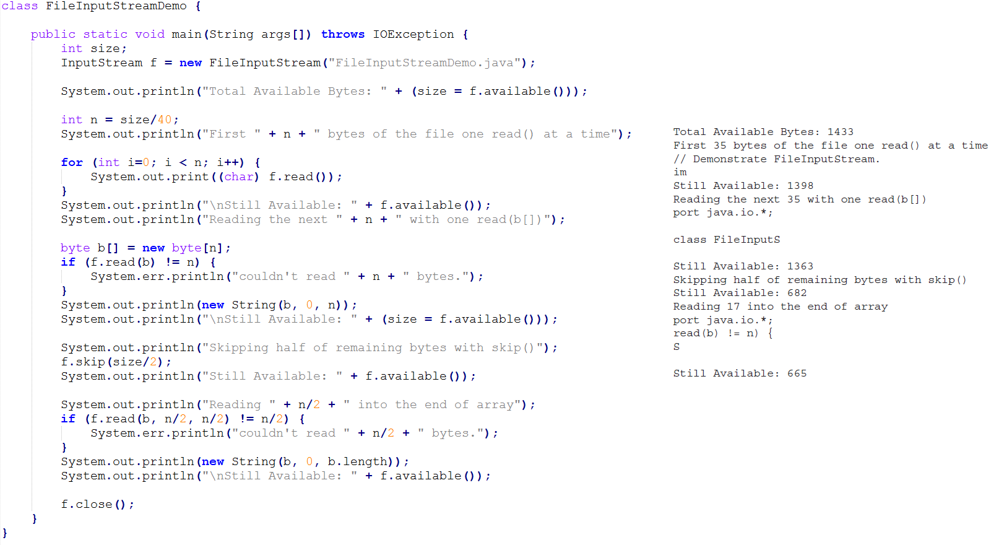 class FileInputStreamDemo {
public static void main(String args[]) throws IOException {
int size;
InputStream f = new FileInputStream("FileInputStreamDemo.java");
System.out.println("Total Available Bytes: " + (size = f.available()));
int n = size/40;
System.out.println("First " + n + " bytes of the file one read() at a time");
for (int i=0; i < n; i++) {
System.out.print((char) f.read());
}
System.out.println("\nStill Available: " + f.available());
System.out.println("Reading the next " + n + " with one read(b[])");
byte b[] = new byte[n];
if (f.read(b) != n) {
System.err.println("couldn't read " + n + " bytes.");
}
System.out.println(new String(b, 0, n));
System.out.println("\nStill Available: " + (size = f.available()));
System.out.println("Skipping half of remaining bytes with skip()");
f.skip(size/2);
System.out.println("Still Available: " + f.available());
System.out.println("Reading " + n/2 + " into the end of array");
if (f.read(b, n/2, n/2) != n/2) {
System.err.println("couldn't read " + n/2 + " bytes.");
}
System.out.println(new String(b, 0, b.length));
System.out.println("\nStill Available: " + f.available());
f.close();
}
}
Total Available Bytes: 1433
First 35 bytes of the file one read() at a time
// Demonstrate FileInputStream.
im
Still Available: 1398
Reading the next 35 with one read(b[])
port java.io.*;
class FileInputS
Still Available: 1363
Skipping half of remaining bytes with skip()
Still Available: 682
Reading 17 into the end of array
port java.io.*;
read(b) != n) {
S
Still Available: 665